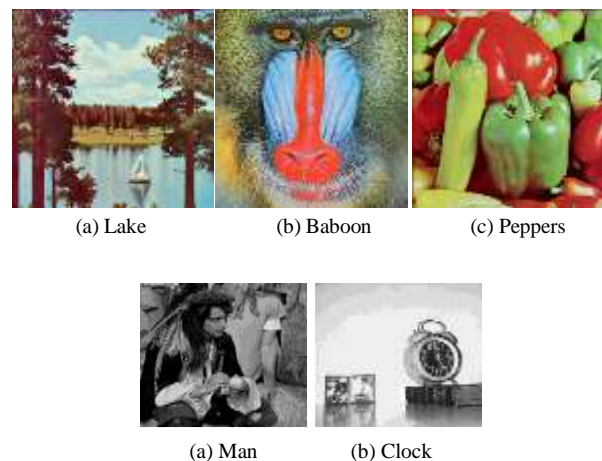 (a) Lake
(b) Baboon
(c) Peppers
(a) Man
(b) Clock